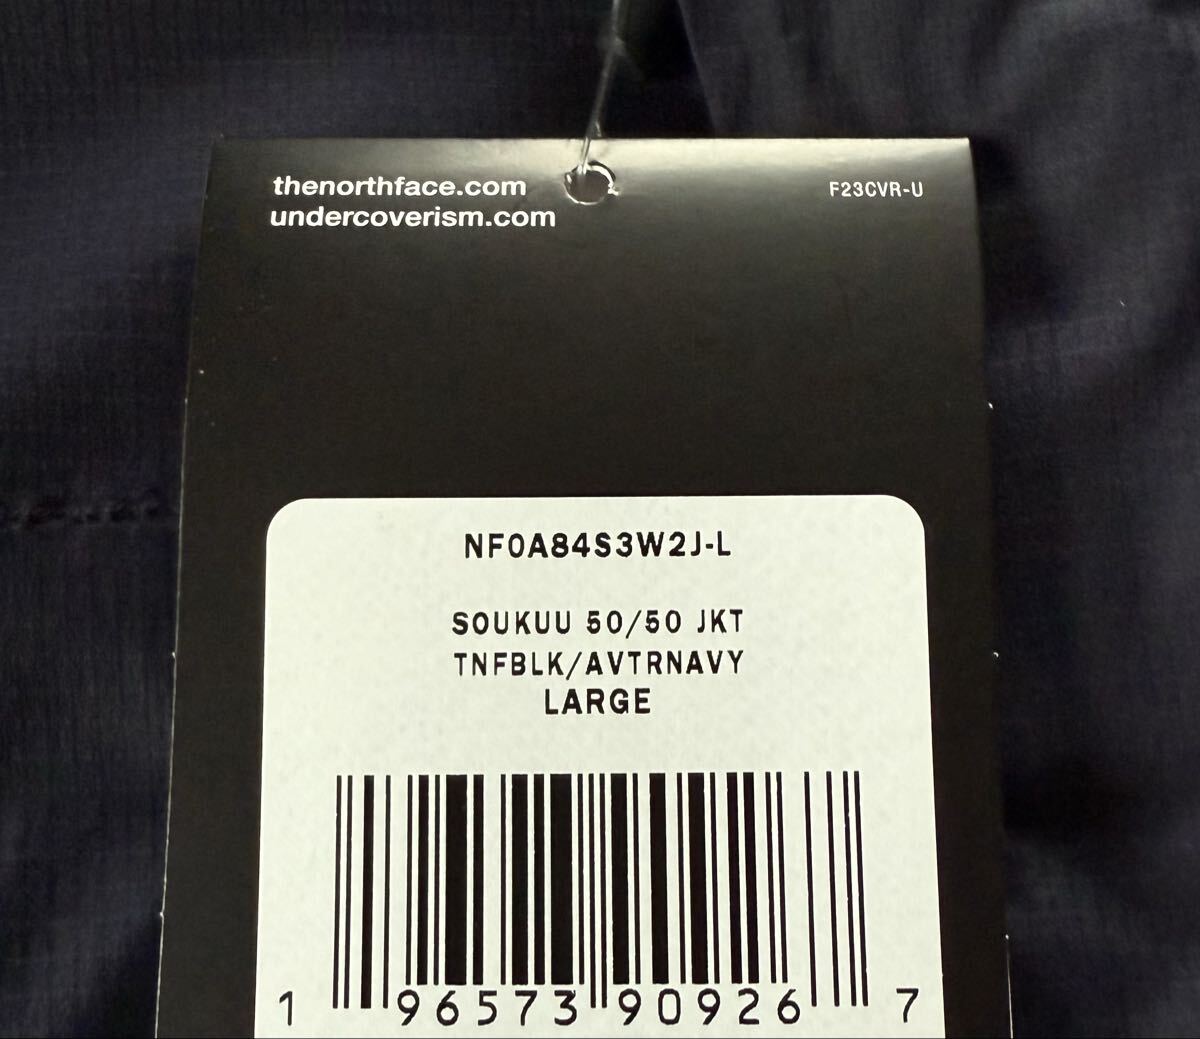 thenorthface.com
undercoverism.com
F23CVR-U
NF0A84S3W2J-L
SOUKUU 50/50 JKT
TNFBLK/AVTRNAVY
LARGE
1 96573 90926 7